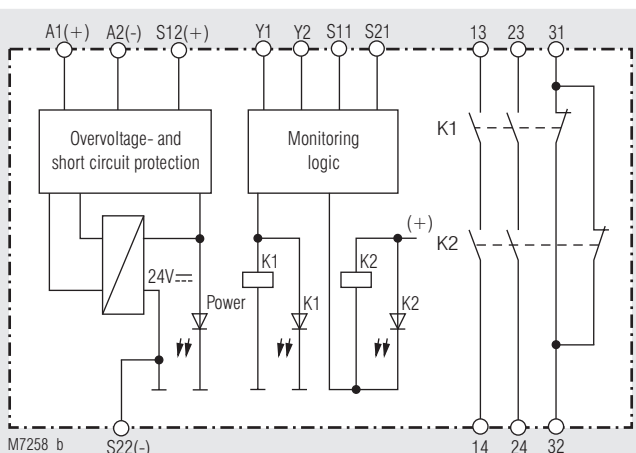 A1(+) A2(-) S12(+) Y1 Y2 S11 S21 13 23 31
Overvoltage- and
short circuit protection
Monitoring
logic
K1
(+)
K2
24V
K1
K2
Power
K1
K2
M7258 b
S22(-)
14 24 32